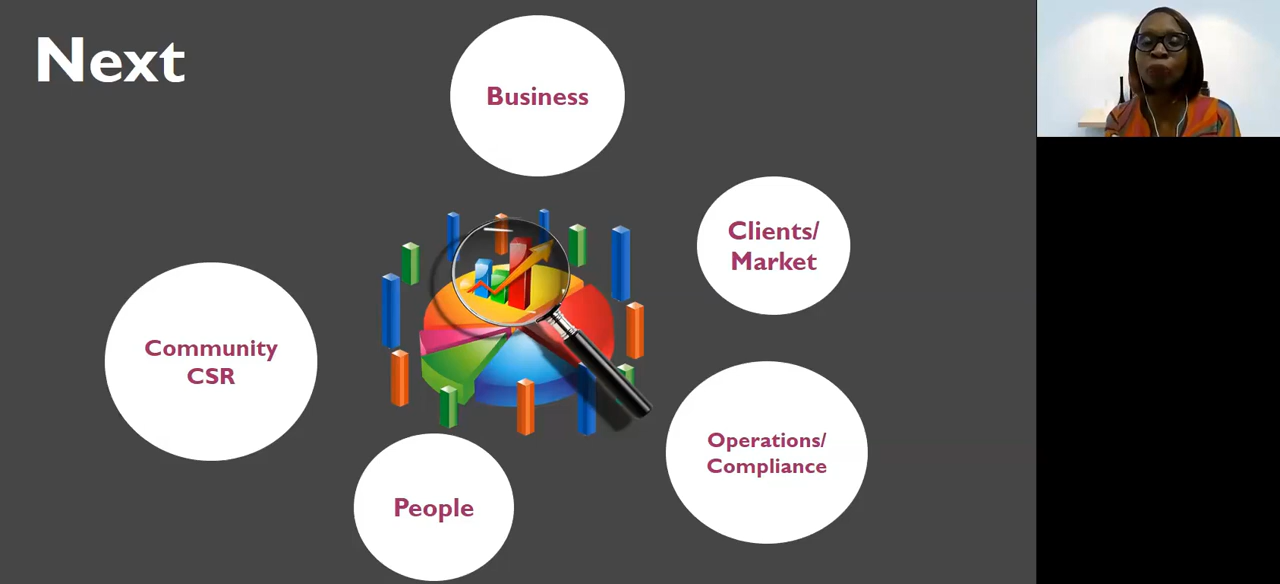 Next
Business
Clients/
Market
Community
CSR
Operations/
Compliance
People